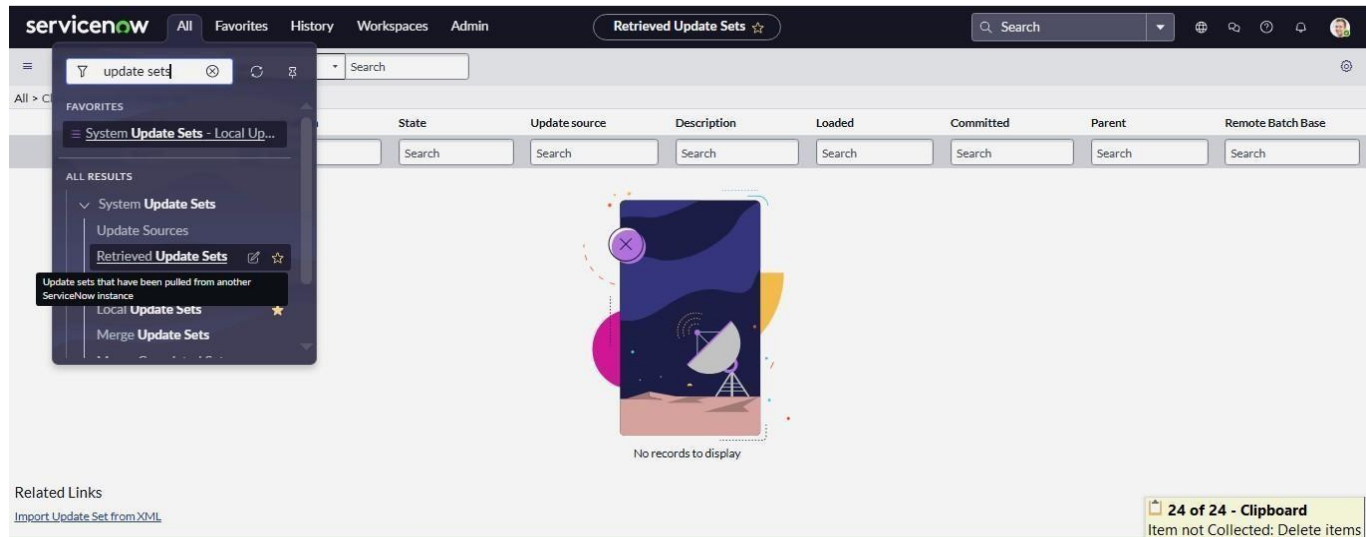 servicenow All Favorites History Workspaces Admin Retrieved Update Sets Search
update sets Search
All >
FAVORITES
State Update source Description Loaded Committed Parent Remote Batch Base
System Update Sets - Local Up...
Search Search Search Search Search Search Search
ALL RESULTS
System Update Sets
Update Sources
Retrieved Update Sets
Update sets that have been pulled from another
ServiceNow instance
Local Update Sets
Merge Update Sets
No records to display
Related Links
Import Update Set from XML
24 of 24 - Clipboard
Item not Collected: Delete items